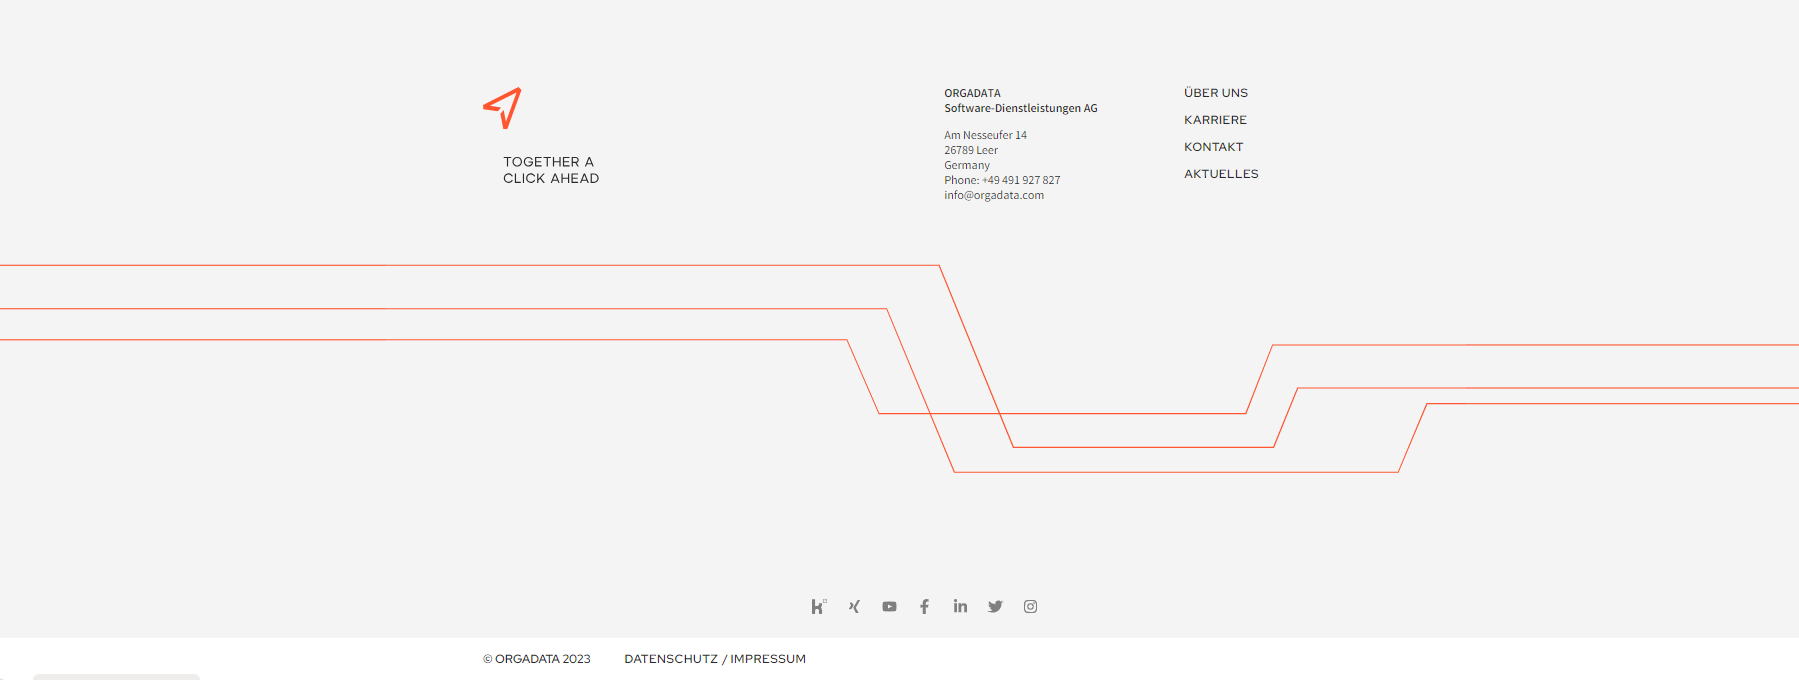 TOGETHER A
CLICK AHEAD
ORGADATA
Software-Dienstleistungen AG
Am Nesseufer 14
26789 Leer
Germany
Phone: +49 491 927 827
info@orgadata.com
ÜBER UNS
KARRIERE
KONTAKT
AKTUELLES
© ORGADATA 2023
DATENSCHUTZ / IMPRESSUM